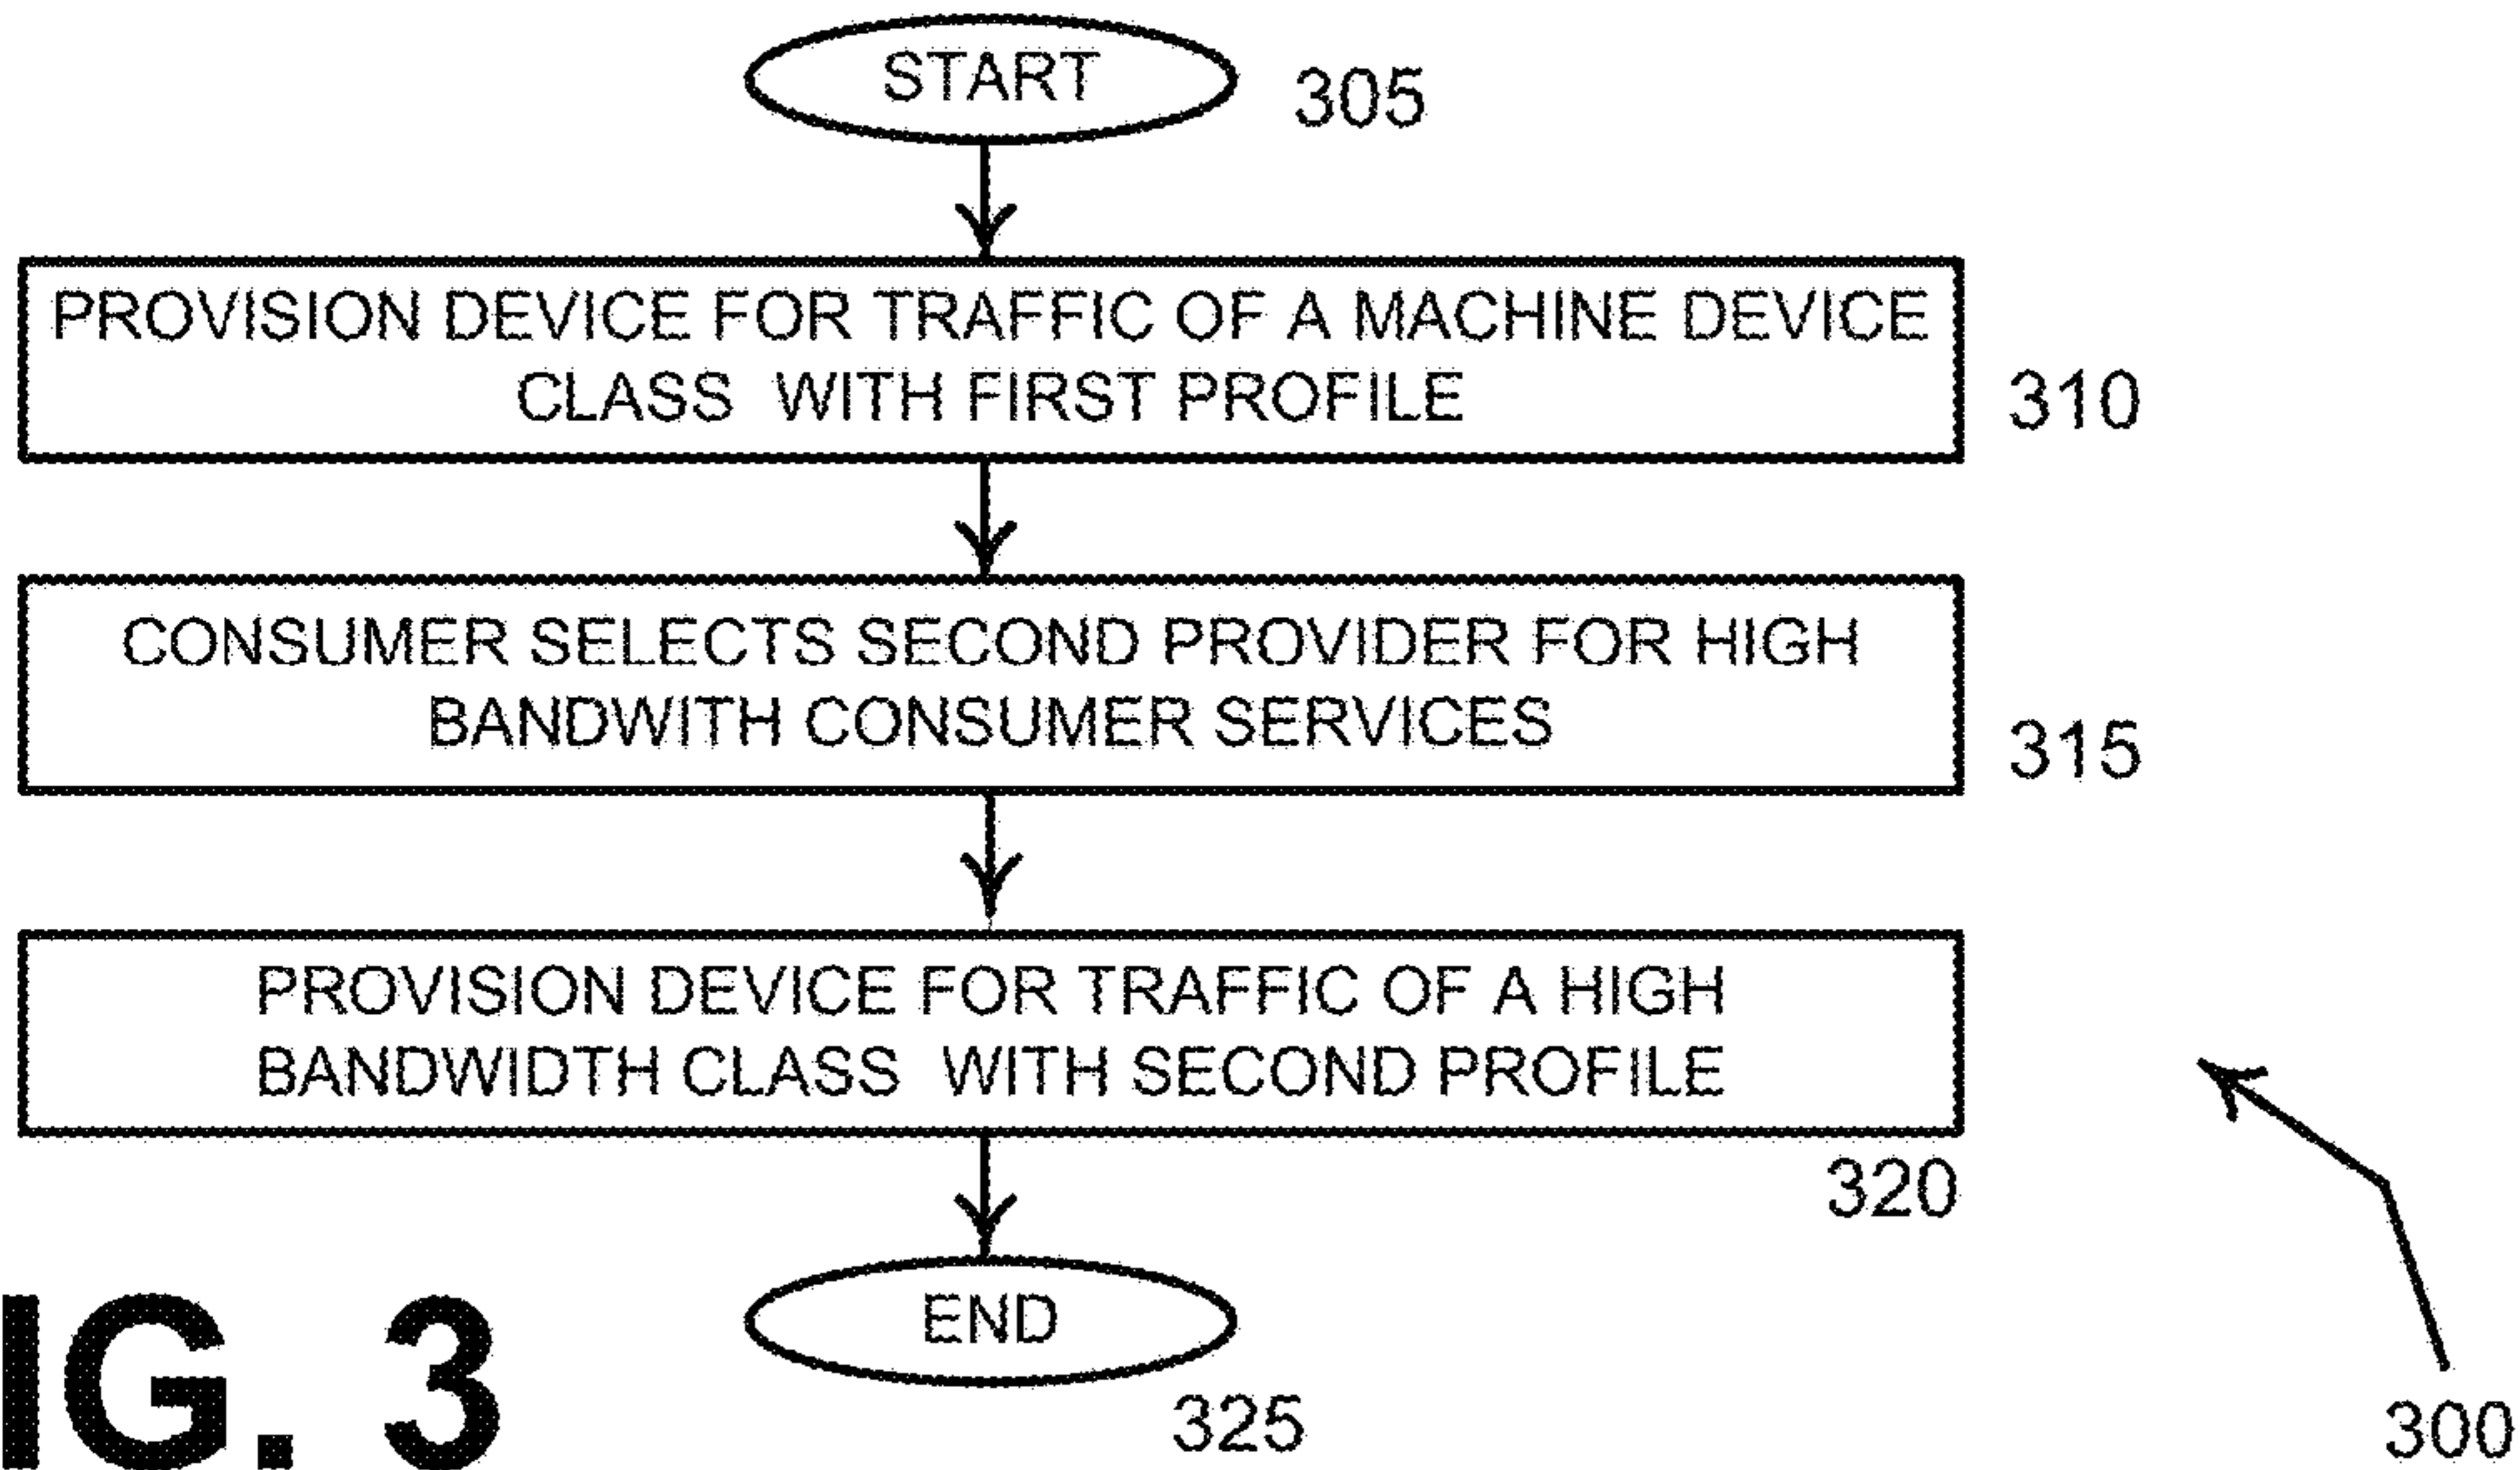 START
305
PROVISION DEVICE FOR TRAFFIC OF A MACHINE DEVICE
CLASS WITH FIRST PROFILE
310
CONSUMER SELECTS SECOND PROVIDER FOR HIGH
BANDWITH CONSUMER SERVICES
315
PROVISION DEVICE FOR TRAFFIC OF A HIGH
BANDWIDTH CLASS WITH SECOND PROFILE
320
END
325
300
IG. 3